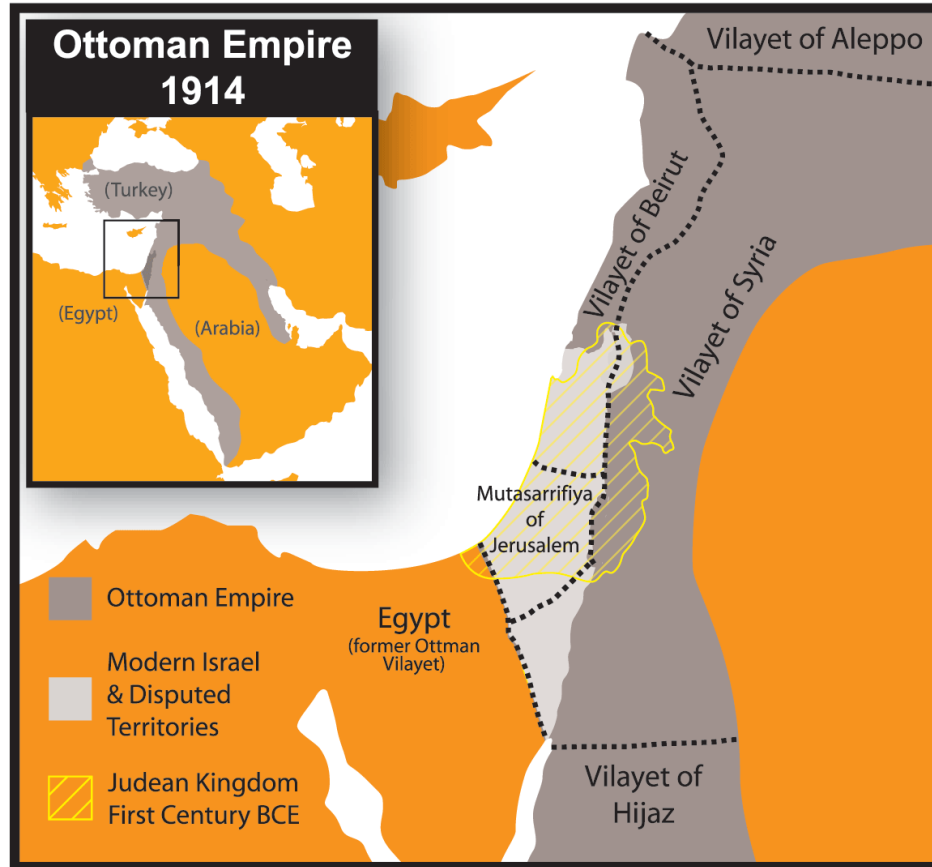 Ottoman Empire
1914
(Turkey)
(Egypt)
(Arabia)
Vilayet of Aleppo
Vilayet of Beirut
Vilayet of Syria
Mutasarrifiya
of
Jerusalem
Egypt
(former Ottman
Vilayet)
Vilayet of
Hijaz
Ottoman Empire
Modern Israel
& Disputed
Territories
Judean Kingdom
First Century BCE